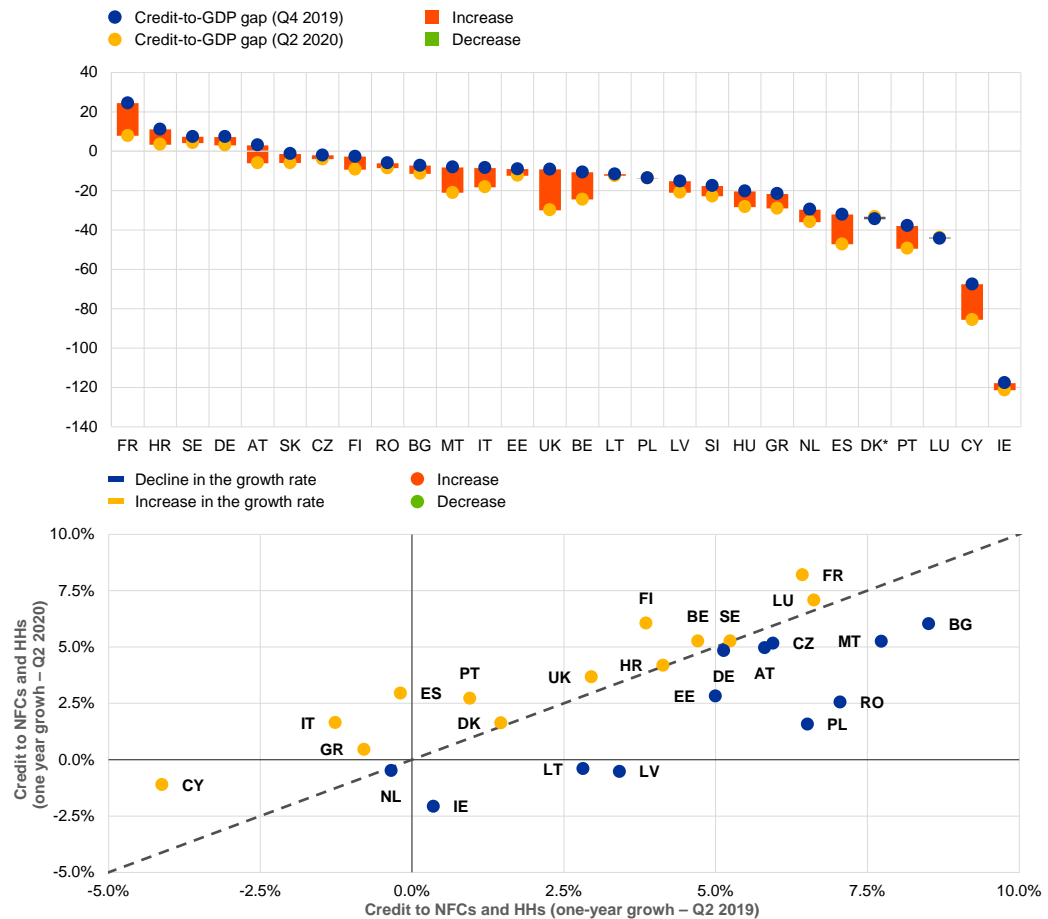 Credit-to-GDP gap (Q4 2019)
Increase
Credit-to-GDP gap (Q2 2020)
Decrease
40
20
0
-20
-40
-60
-80
-100
-120
-140
FR HR SE DE AT SK CZ FI RO BG MT IT EE UK BE LT PL LV SI HU GR NL ES DK* PT LU CY IE
Decline in the growth rate
Increase
Increase in the growth rate
Decrease
Credit to NFCs and HHs
(one year growth – Q2 2020)
10.0%
7.5%
5.0%
2.5%
0.0%
-2.5%
-5.0%
FR
LU
FI
BE SE
BG
MT
CZ
HR
DE
AT
PT
UK
EE
ES
RO
IT
DK
PL
GR
LT
LV
CY
NL
IE
-5.0% -2.5% 0.0% 2.5% 5.0% 7.5% 10.0%
Credit to NFCs and HHs (one-year growth – Q2 2019)